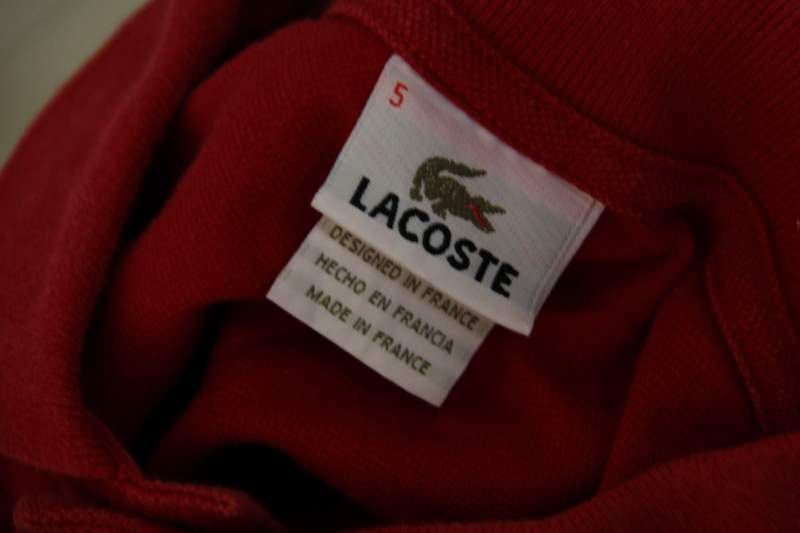 5
LACOSTE
DESIGNED IN FRANCE
HECHO EN FRANCIA
MADE IN FRANCE